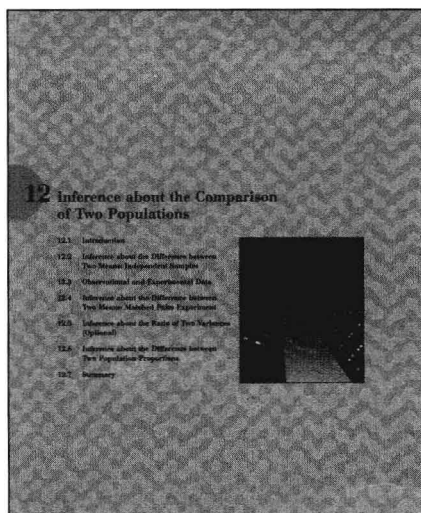 12 Inference about the Comparison
of Two Populations
12.1 Introduction
12.2 Inference about the Difference between
Two Means: Independent Samples
12.3 Observational and Experimental Data
12.4 Inference about the Difference between
Two Means: Matched Pairs Experiment
12.5 Inference about the Ratio of Two Variances
(Optional)
12.6 Inference about the Difference between
Two Population Proportions
12.7 Summary